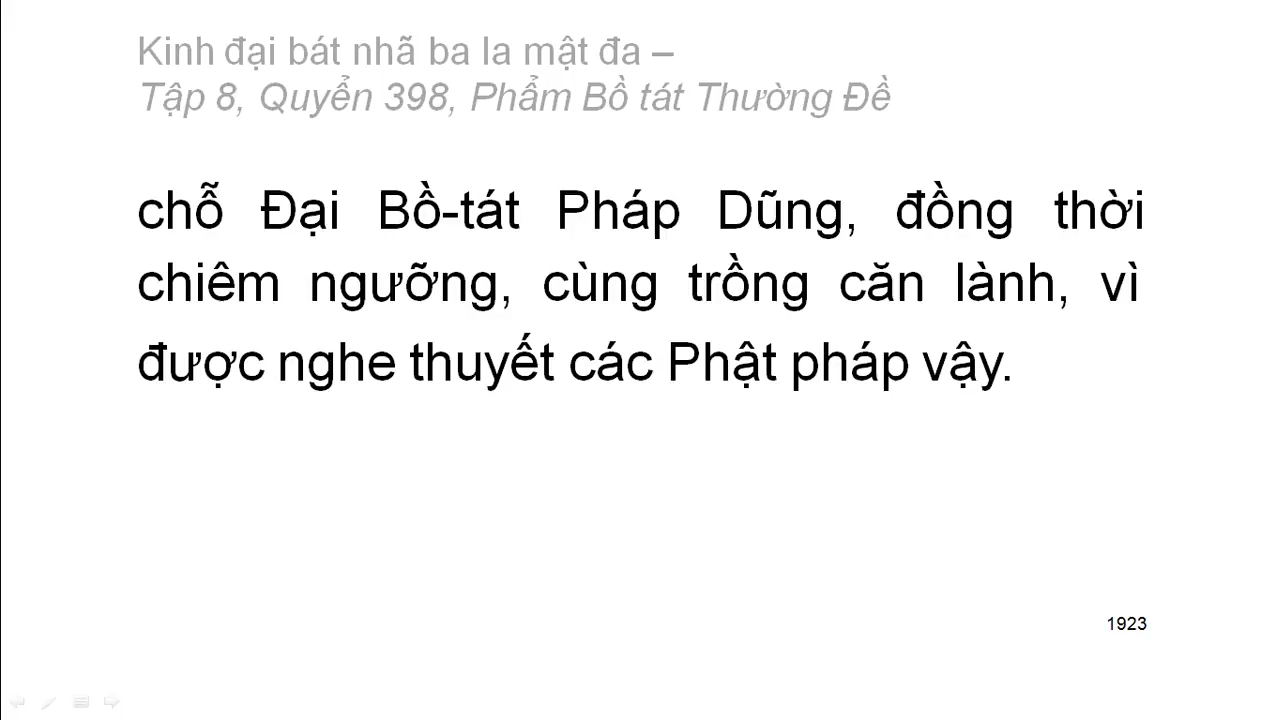 Kinh đại bát nhã ba la mật đa –
Tập 8, Quyển 398, Phẩm Bồ tát Thường Đề
chỗ Đại Bồ-tát Pháp Dũng, đồng thời
chiêm ngưỡng, cùng trồng căn lành, vì
được nghe thuyết các Phật pháp vậy.
1923